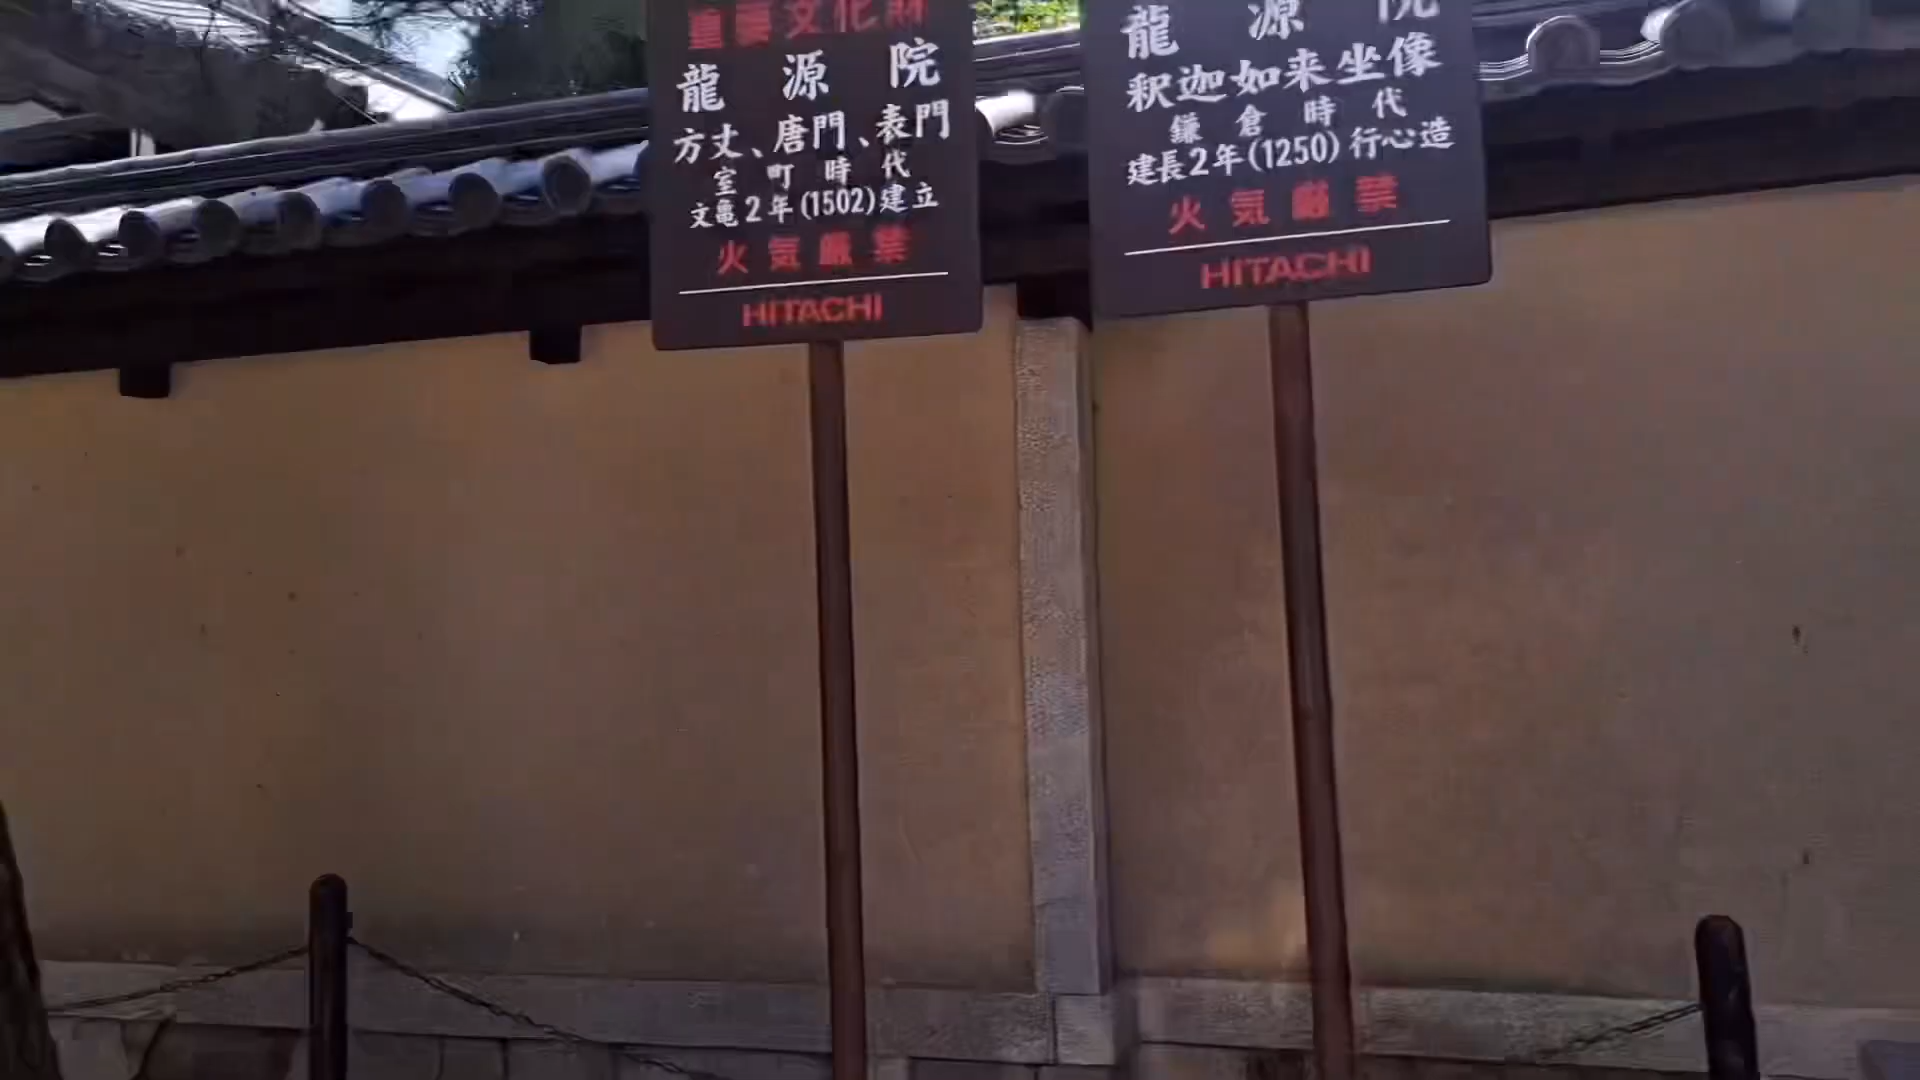 重要文化財
龍源院
方丈、唐門、表門
室町時代
文亀2年(1502)建立
火気厳禁
HITACHI
龍源院
釈迦如来坐像
鎌倉時代
建長2年(1250)行心造
火気厳禁
HITACHI